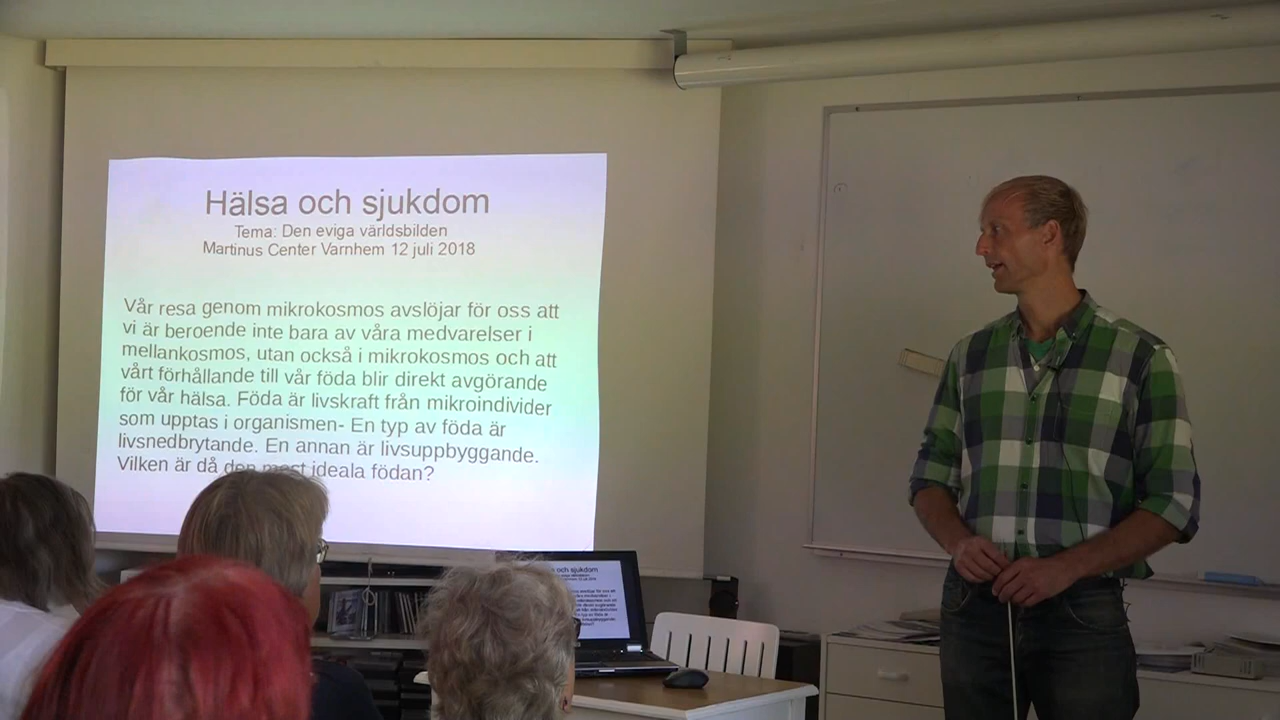 Hälsa och sjukdom
Tema: Den eviga världsbilden
Martinus Center Varnhem 12 juli 2018
Vår resa genom mikrokosmos avslöjar för oss att
vi är beroende inte bara av våra medvarelser i
mellankosmos, utan också i mikrokosmos och att
vårt förhållande till vår föda blir direkt avgörande
för vår hälsa. Föda är livskraft från mikroindivider
som upptas i organismen- En typ av föda är
livsnedbrytande. En annan är livsuppbyggande.
Vilken är då den mest ideala födan?
och sjukdom